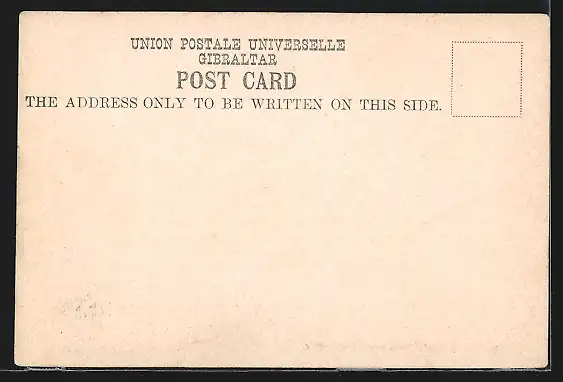 UNION POSTALE UNIVERSELLE
GIBRALTAR
POST CARD
THE ADDRESS ONLY TO BE WRITTEN ON THIS SIDE.